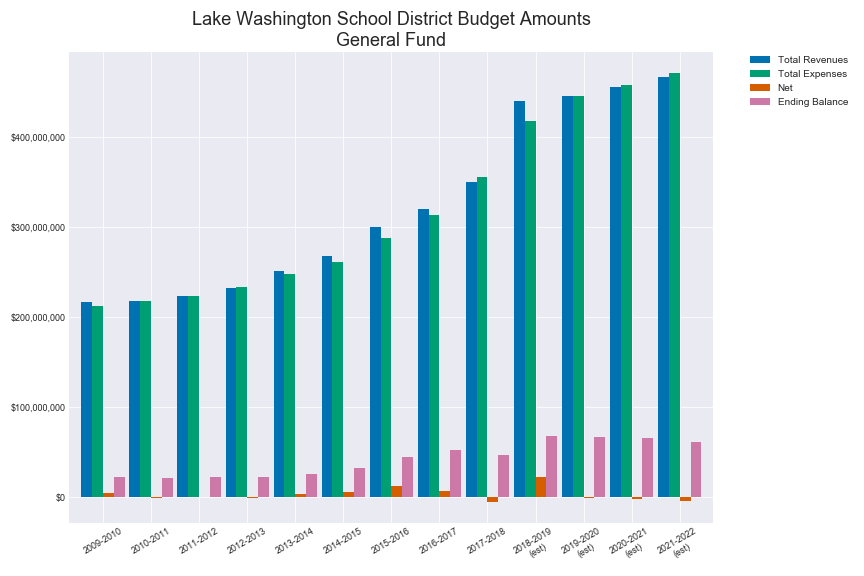 Lake Washington School District Budget Amounts
General Fund
Total Revenues
Total Expenses
Net
Ending Balance
$400,000,000
$300,000,000
$200,000,000
$100,000,000
$0
2009-2010
2010-2011
2011-2012
2012-2013
2013-2014
2014-2015
2015-2016
2016-2017
2017-2018
2018-2019
(est)
2019-2020
(est)
2020-2021
(est)
2021-2022
(est)